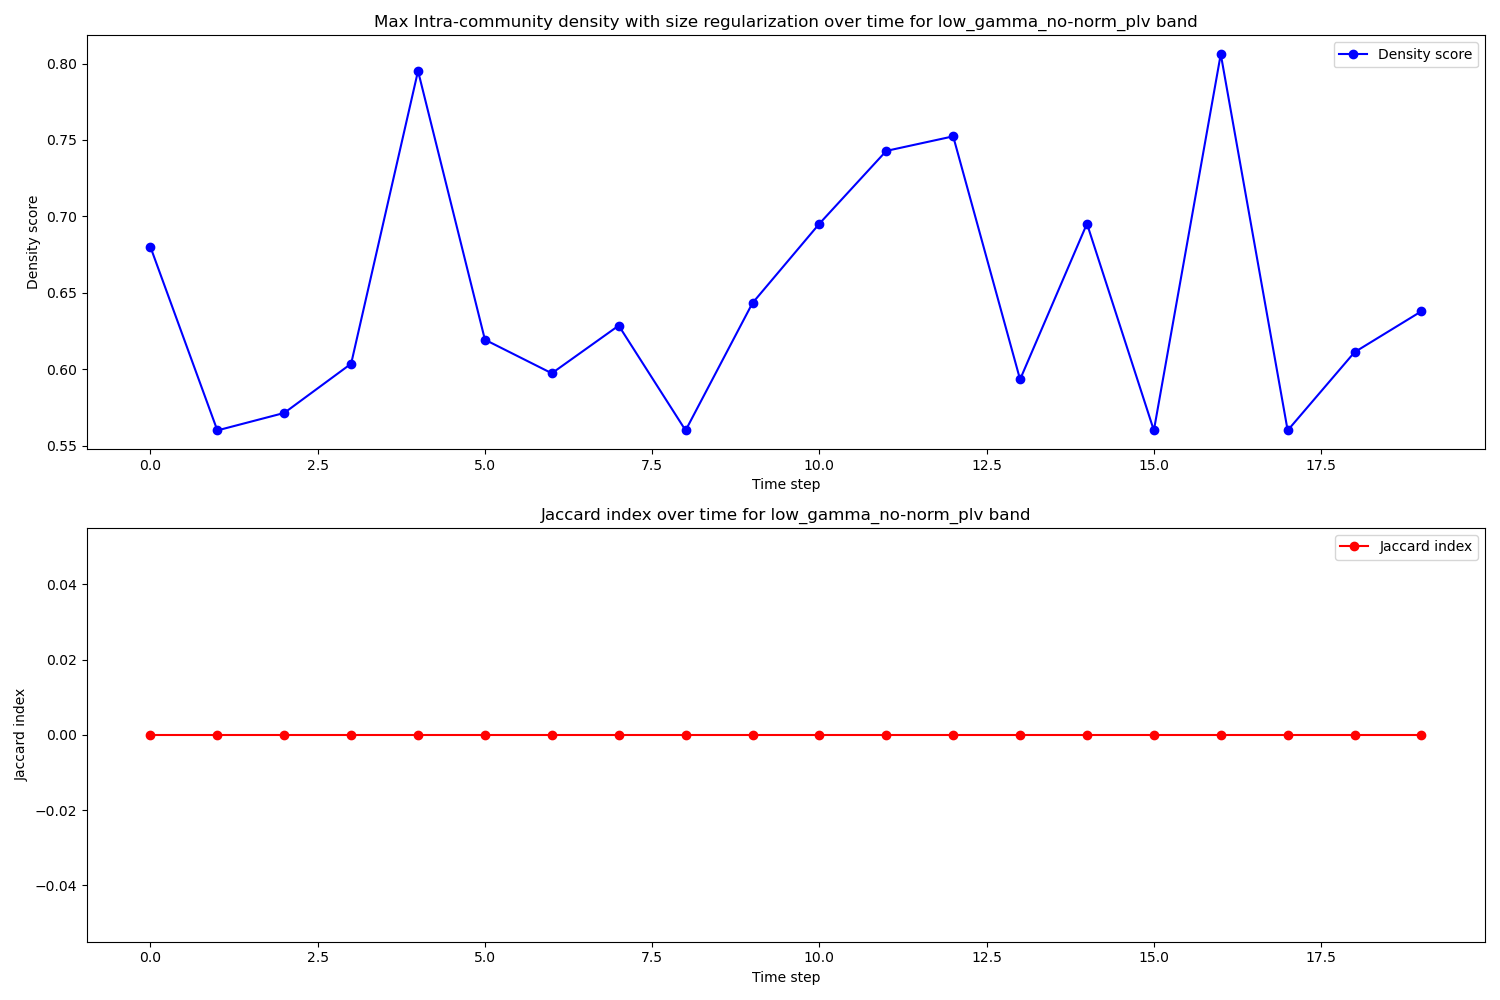 Max Intra-community density with size regularization over time for low_gamma_no-norm_plv band
Density score
0.80
0.75
0.70
0.65
0.60
0.55
Density score
0.0 2.5 5.0 7.5 10.0 12.5 15.0 17.5
Time step
Jaccard index over time for low_gamma_no-norm_plv band
Jaccard index
0.04
0.02
0.00
−0.02
−0.04
Jaccard index
0.0 2.5 5.0 7.5 10.0 12.5 15.0 17.5
Time step